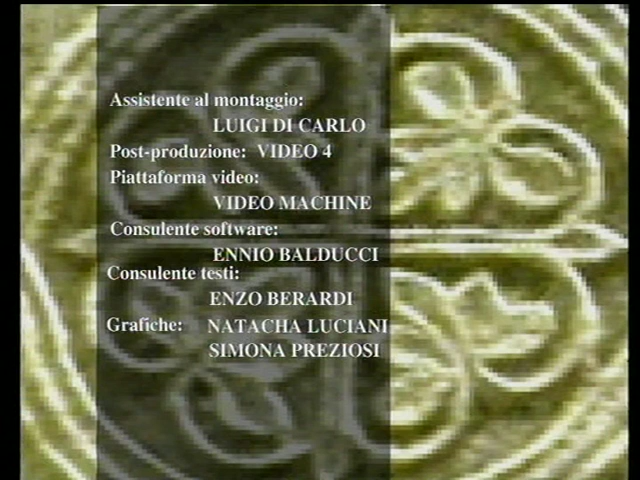 Assistente al montaggio:
LUIGI DI CARLO
Post-produzione: VIDEO 4
Piattaforma video:
VIDEO MACHINE
Consulente software:
ENNIO BALDUCCI
Consulente testi:
ENZO BERARDI
Grafiche: NATACHA LUCIANI
SIMONA PREZIOSI